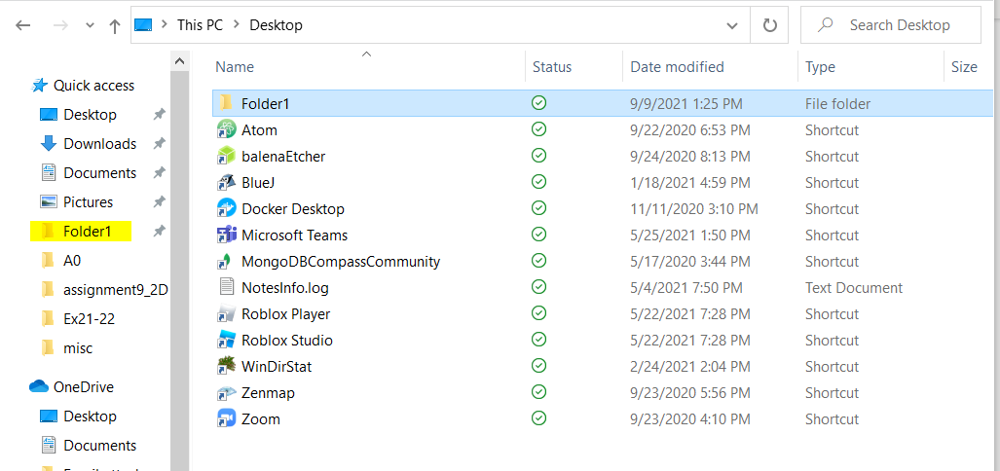 This PC > Desktop
Search Desktop
Name Status Date modified Type Size
Quick access
Desktop
Downloads
Documents
Pictures
Folder1
A0
assignment9_2D
Ex21-22
misc
OneDrive
Desktop
Documents
Folder1 9/9/2021 1:25 PM File folder
Atom 9/22/2020 6:53 PM Shortcut
balenaEtcher 9/24/2020 8:13 PM Shortcut
BlueJ 1/18/2021 4:59 PM Shortcut
Docker Desktop 11/11/2020 3:10 PM Shortcut
Microsoft Teams 5/25/2021 1:50 PM Shortcut
MongoDBCompassCommunity 5/17/2020 3:44 PM Shortcut
NotesInfo.log 5/4/2021 7:50 PM Text Document
Roblox Player 5/22/2021 7:28 PM Shortcut
Roblox Studio 5/22/2021 7:28 PM Shortcut
WinDirStat 2/24/2021 2:04 PM Shortcut
Zenmap 9/23/2020 5:56 PM Shortcut
Zoom 9/23/2020 4:10 PM Shortcut